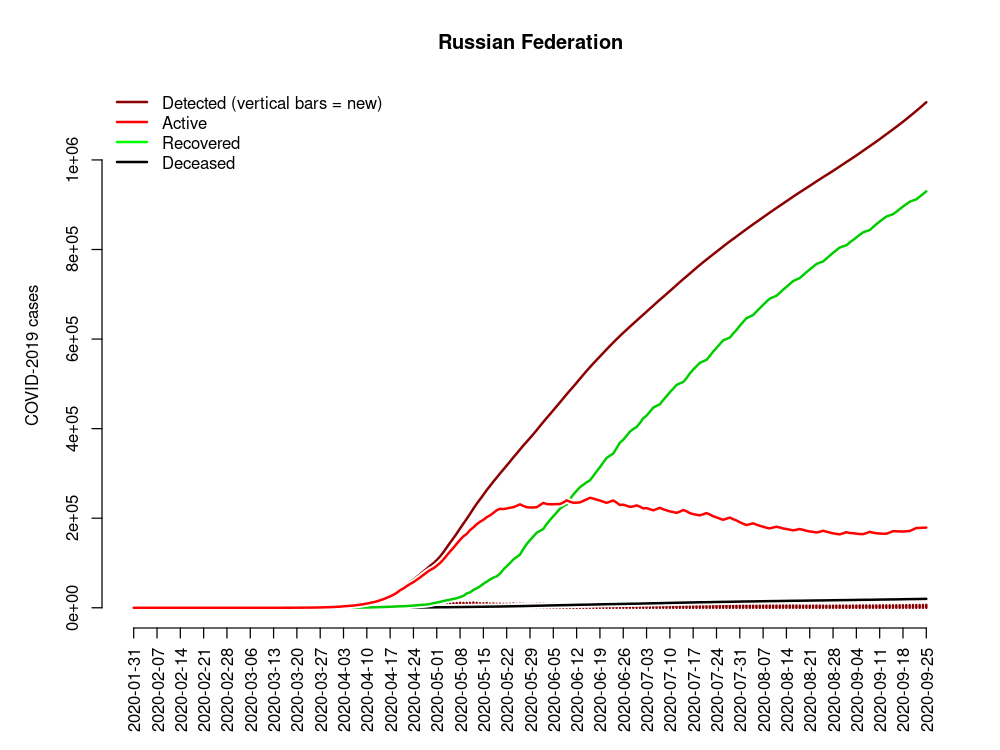 Russian Federation
Detected (vertical bars = new)
Active
Recovered
Deceased
COVID-2019 cases
1e+06
8e+05
6e+05
4e+05
2e+05
0e+00
2020-01-31
2020-02-07
2020-02-14
2020-02-21
2020-02-28
2020-03-06
2020-03-13
2020-03-20
2020-03-27
2020-04-03
2020-04-10
2020-04-17
2020-04-24
2020-05-01
2020-05-08
2020-05-15
2020-05-22
2020-05-29
2020-06-05
2020-06-12
2020-06-19
2020-06-26
2020-07-03
2020-07-10
2020-07-17
2020-07-24
2020-07-31
2020-08-07
2020-08-14
2020-08-21
2020-08-28
2020-09-04
2020-09-11
2020-09-18
2020-09-25